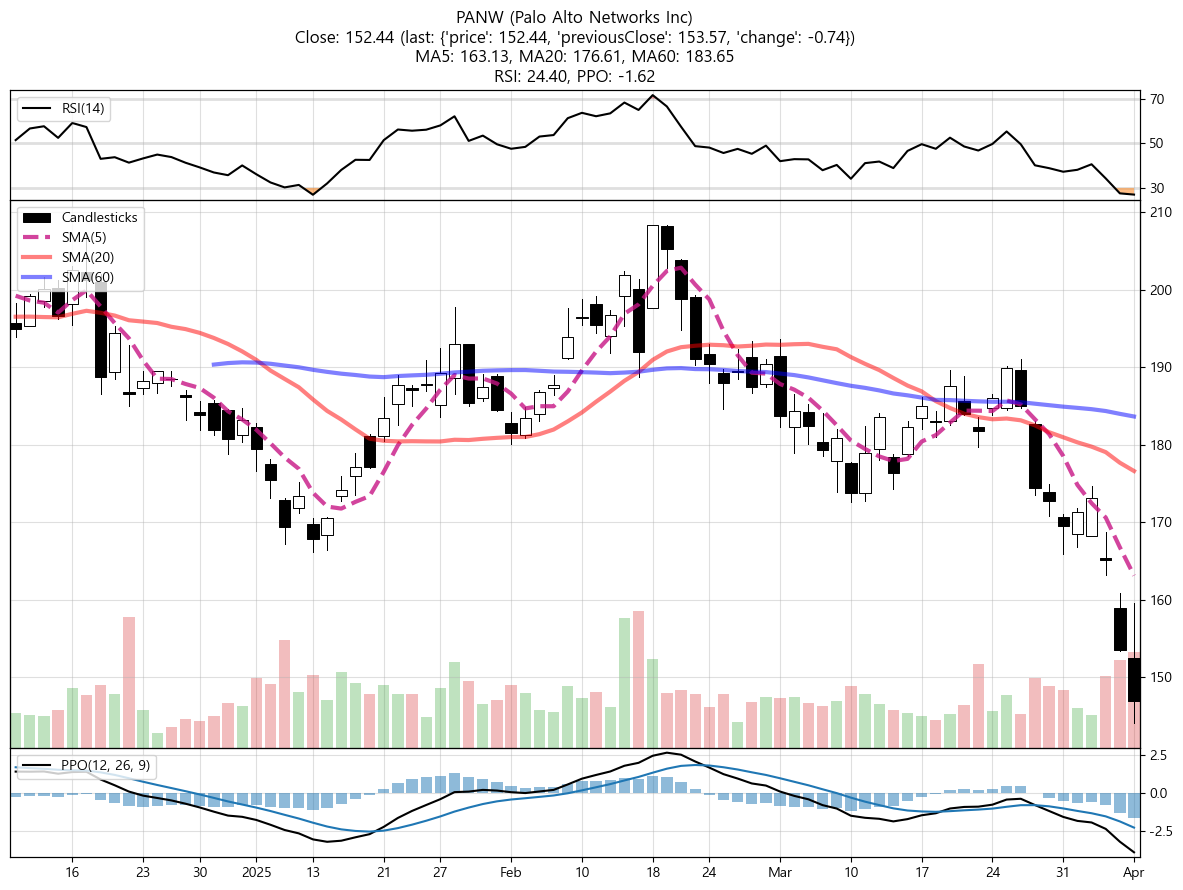 PANW (Palo Alto Networks Inc)
Close: 152.44 (last: {'price': 152.44, 'previousClose': 153.57, 'change': -0.74})
MA5: 163.13, MA20: 176.61, MA60: 183.65
RSI: 24.40, PPO: -1.62
RSI(14)
70
50
30
Candlesticks
SMA(5)
SMA(20)
SMA(60)
210
200
190
180
170
160
150
PPO(12, 26, 9)
2.5
0.0
-2.5
16 23 30 2025 13 21 27 Feb 10 18 24 Mar 10 17 24 31 Apr